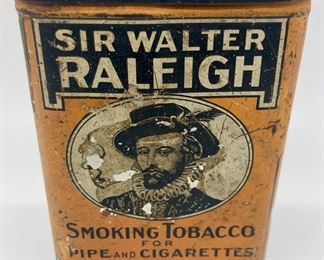 SIR WALTER
RALEIGH
SMOKING TOBACCO
FOR
PIPE AND CIGARETTES